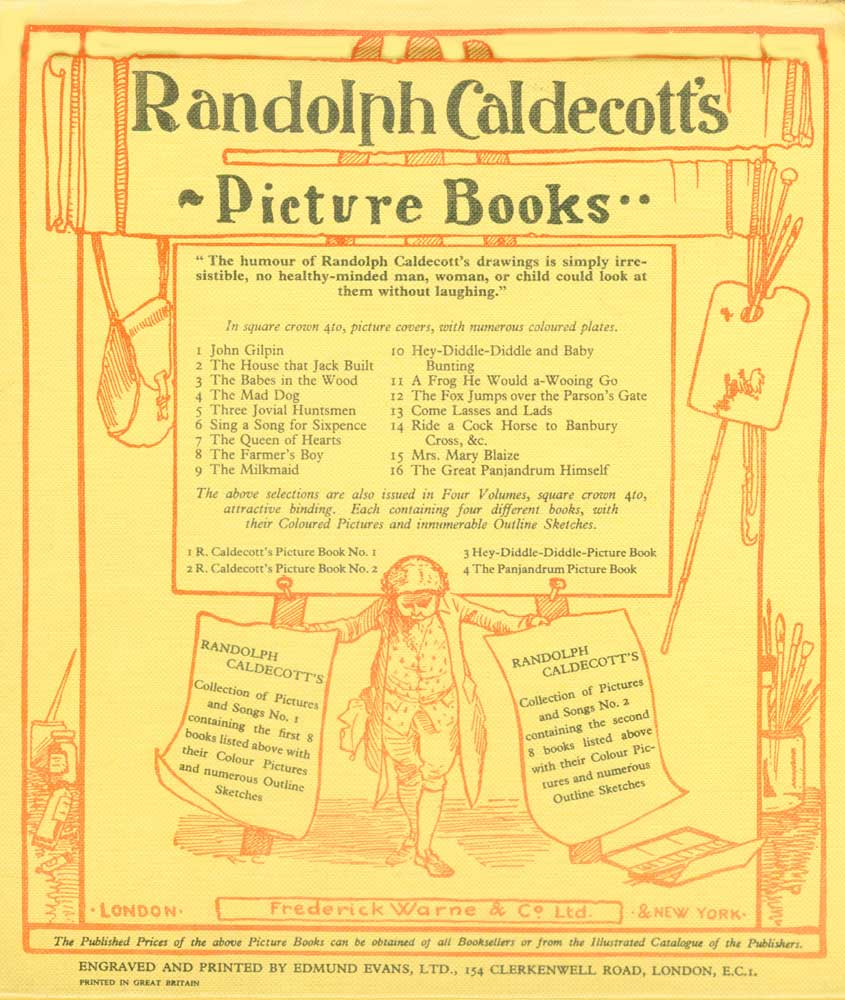 Randolph Caldecott's
~ Picture Books..
“ The humour of Randolph Caldecott's drawings is simply irre-
sistible, no healthy-minded man, woman, or child could look at
them without laughing.”
In square crown 4to, picture covers, with numerous coloured plates.
1 John Gilpin
2 The House that Jack Built
3 The Babes in the Wood
4 The Mad Dog
5 Three Jovial Huntsmen
6 Sing a Song for Sixpence
7 The Queen of Hearts
8 The Farmer's Boy
9 The Milkmaid
10 Hey-Diddle-Diddle and Baby
Bunting
11 A Frog He Would a-Wooing Go
12 The Fox Jumps over the Parson's Gate
13 Come Lasses and Lads
14 Ride a Cock Horse to Banbury
Cross, &c.
15 Mrs. Mary Blaize
16 The Great Panjandrum Himself
The above selections are also issued in Four Volumes, square crown 4to,
attractive binding. Each containing four different books, with
their Coloured Pictures and innumerable Outline Sketches.
1 R. Caldecott's Picture Book No. 1
2 R. Caldecott's Picture Book No. 2
3 Hey-Diddle-Diddle-Picture Book
4 The Panjandrum Picture Book
RANDOLPH
CALDECOTT'S
Collection of Pictures
and Songs No. 1
containing the first 8
books listed above with
their Colour Pictures
and numerous Outline
Sketches
RANDOLPH
CALDECOTT'S
Collection of Pictures
and Songs No. 2
containing the second
8 books listed above
with their Colour Pic-
tures and numerous
Outline Sketches
R C
·LONDON·
Frederick Warne & Co Ltd.
·& NEW YORK·
The Published Prices of the above Picture Books can be obtained of all Booksellers or from the Illustrated Catalogue of the Publishers.
ENGRAVED AND PRINTED BY EDMUND EVANS, LTD., 154 CLERKENWELL ROAD, LONDON, E.C.1.
PRINTED IN GREAT BRITAIN